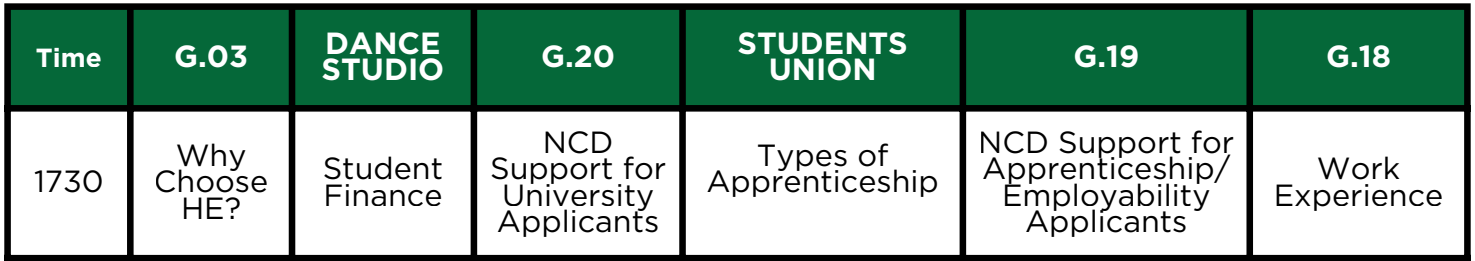 Time
G.03
DANCE
STUDIO
G.20
STUDENTS
UNION
G.19
G.18
1730
Why
Choose
HE?
Student
Finance
NCD
Support for
University
Applicants
Types of
Apprenticeship
NCD Support for
Apprenticeship/
Employability
Applicants
Work
Experience